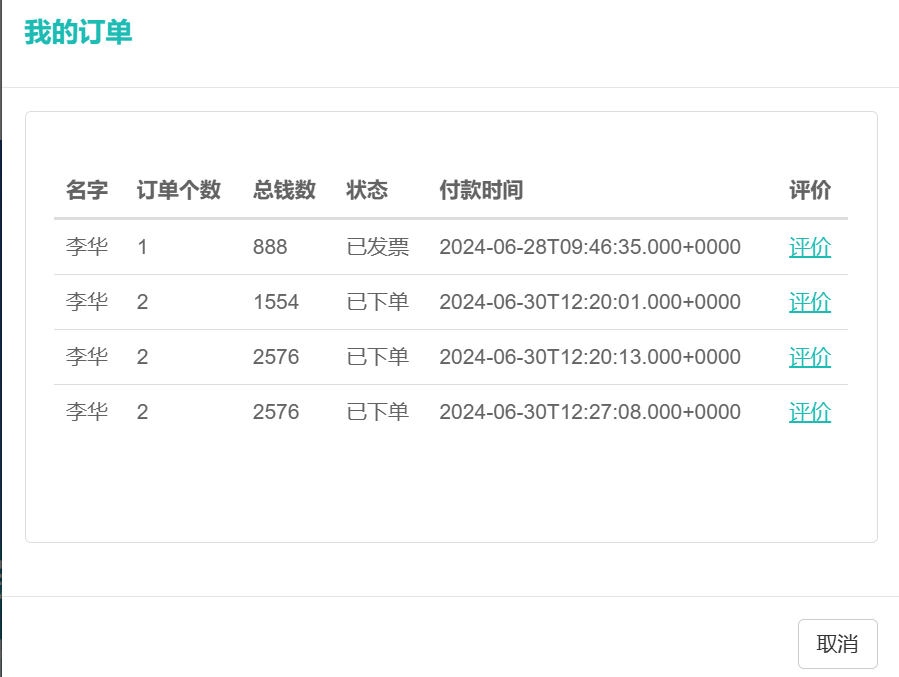 我的订单
名字 订单个数 总钱数 状态 付款时间 评价
李华 1 888 已发票 2024-06-28T09:46:35.000+0000 评价
李华 2 1554 已下单 2024-06-30T12:20:01.000+0000 评价
李华 2 2576 已下单 2024-06-30T12:20:13.000+0000 评价
李华 2 2576 已下单 2024-06-30T12:27:08.000+0000 评价
取消